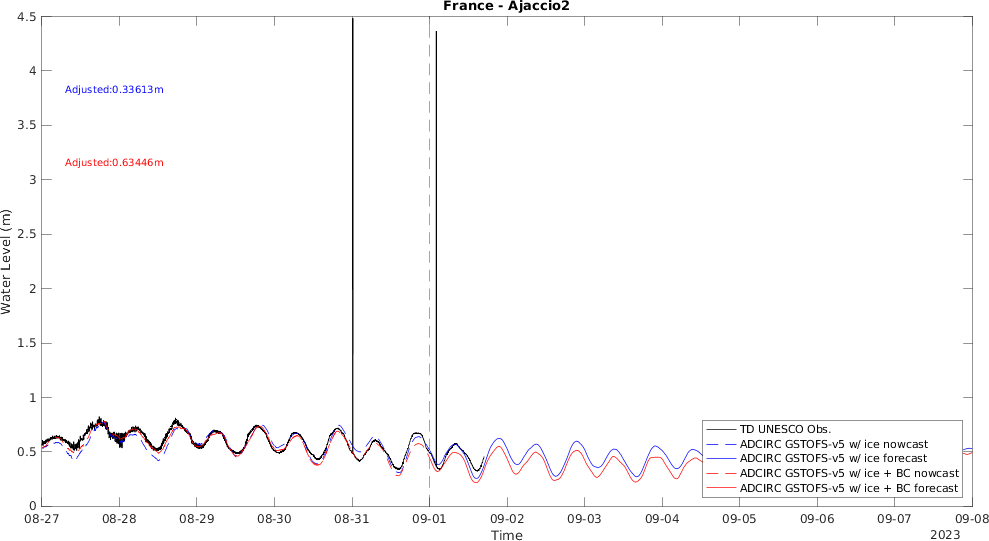 France - Ajaccio2
4.5
4
3.5
3
2.5
2
1.5
1
0.5
0
Water Level (m)
Adjusted:0.33613m
Adjusted:0.63446m
TD UNESCO Obs.
ADCIRC GSTOFS-v5 w/ ice nowcast
ADCIRC GSTOFS-v5 w/ ice forecast
ADCIRC GSTOFS-v5 w/ ice + BC nowcast
ADCIRC GSTOFS-v5 w/ ice + BC forecast
08-27 08-28 08-29 08-30 08-31 09-01 09-02 09-03 09-04 09-05 09-06 09-07 09-08
Time
2023